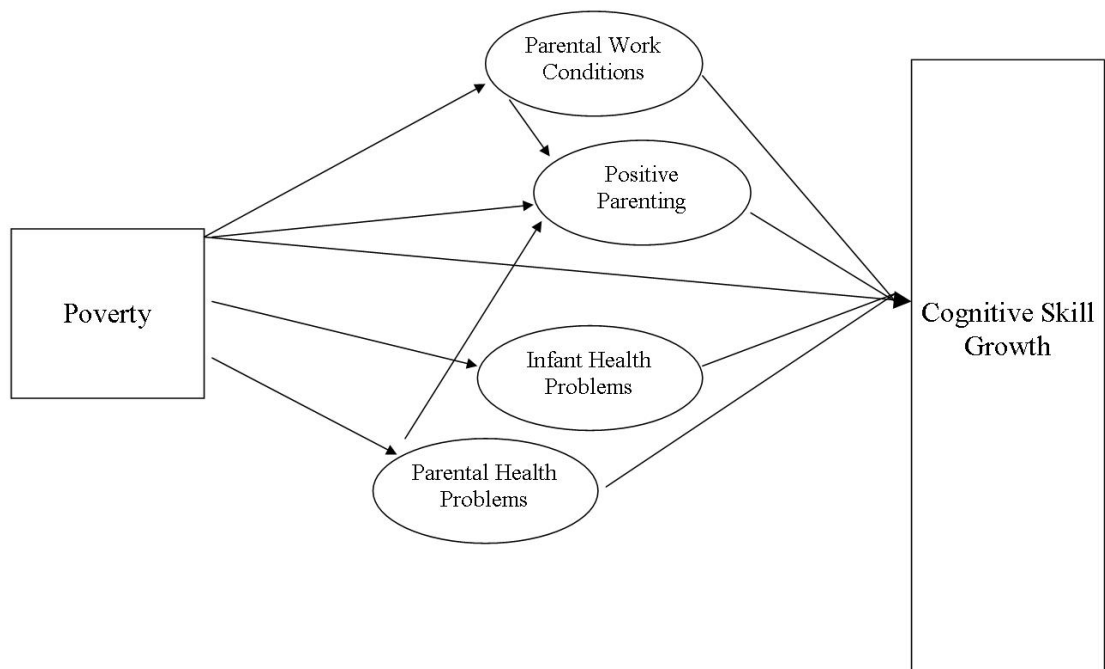 Parental Work
Conditions
Positive
Parenting
Poverty
Cognitive Skill
Growth
Infant Health
Problems
Parental Health
Problems